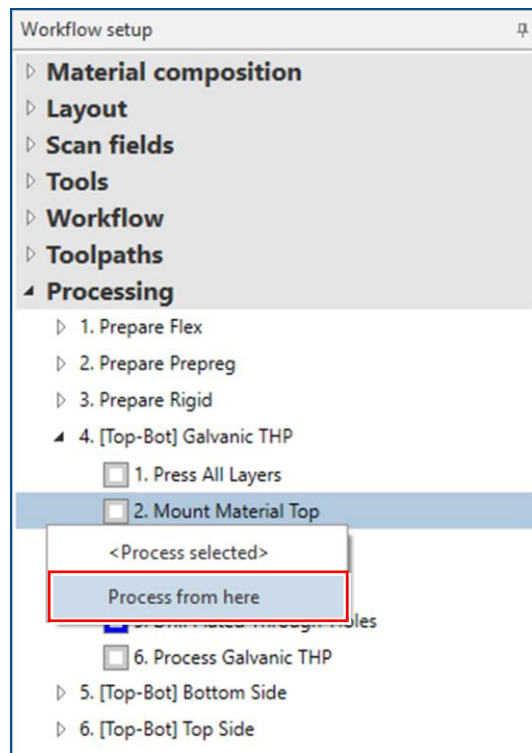 Workflow setup
Material composition
Layout
Scan fields
Tools
Workflow
Toolpaths
Processing
1. Prepare Flex
2. Prepare Prepreg
3. Prepare Rigid
4. [Top-Bot] Galvanic THP
1. Press All Layers
2. Mount Material Top
<Process selected>
Process from here
Through Holes
6. Process Galvanic THP
5. [Top-Bot] Bottom Side
6. [Top-Bot] Top Side